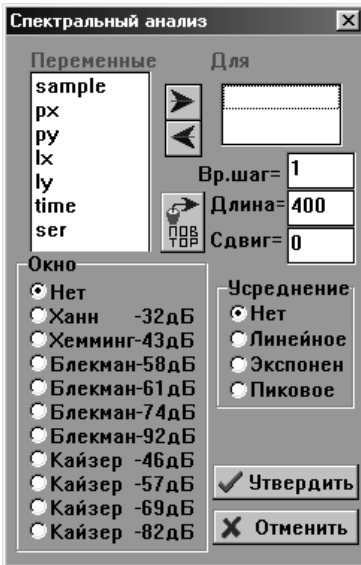 Спектральный анализ
Переменные
Для
sample
px
py
lx
ly
time
ser
Вр.шаг= 1
Длина= 400
Сдвиг= 0
ПОВ
ТОР
Окно
Нет
Ханн -32дБ
Хемминг-43дБ
Блекман-58дБ
Блекман-61дБ
Блекман-74дБ
Блекман-92дБ
Кайзер -46дБ
Кайзер -57дБ
Кайзер -69дБ
Кайзер -82дБ
Усреднение
Нет
Линейное
Экспонен
Пиковое
Утвердить
Отменить